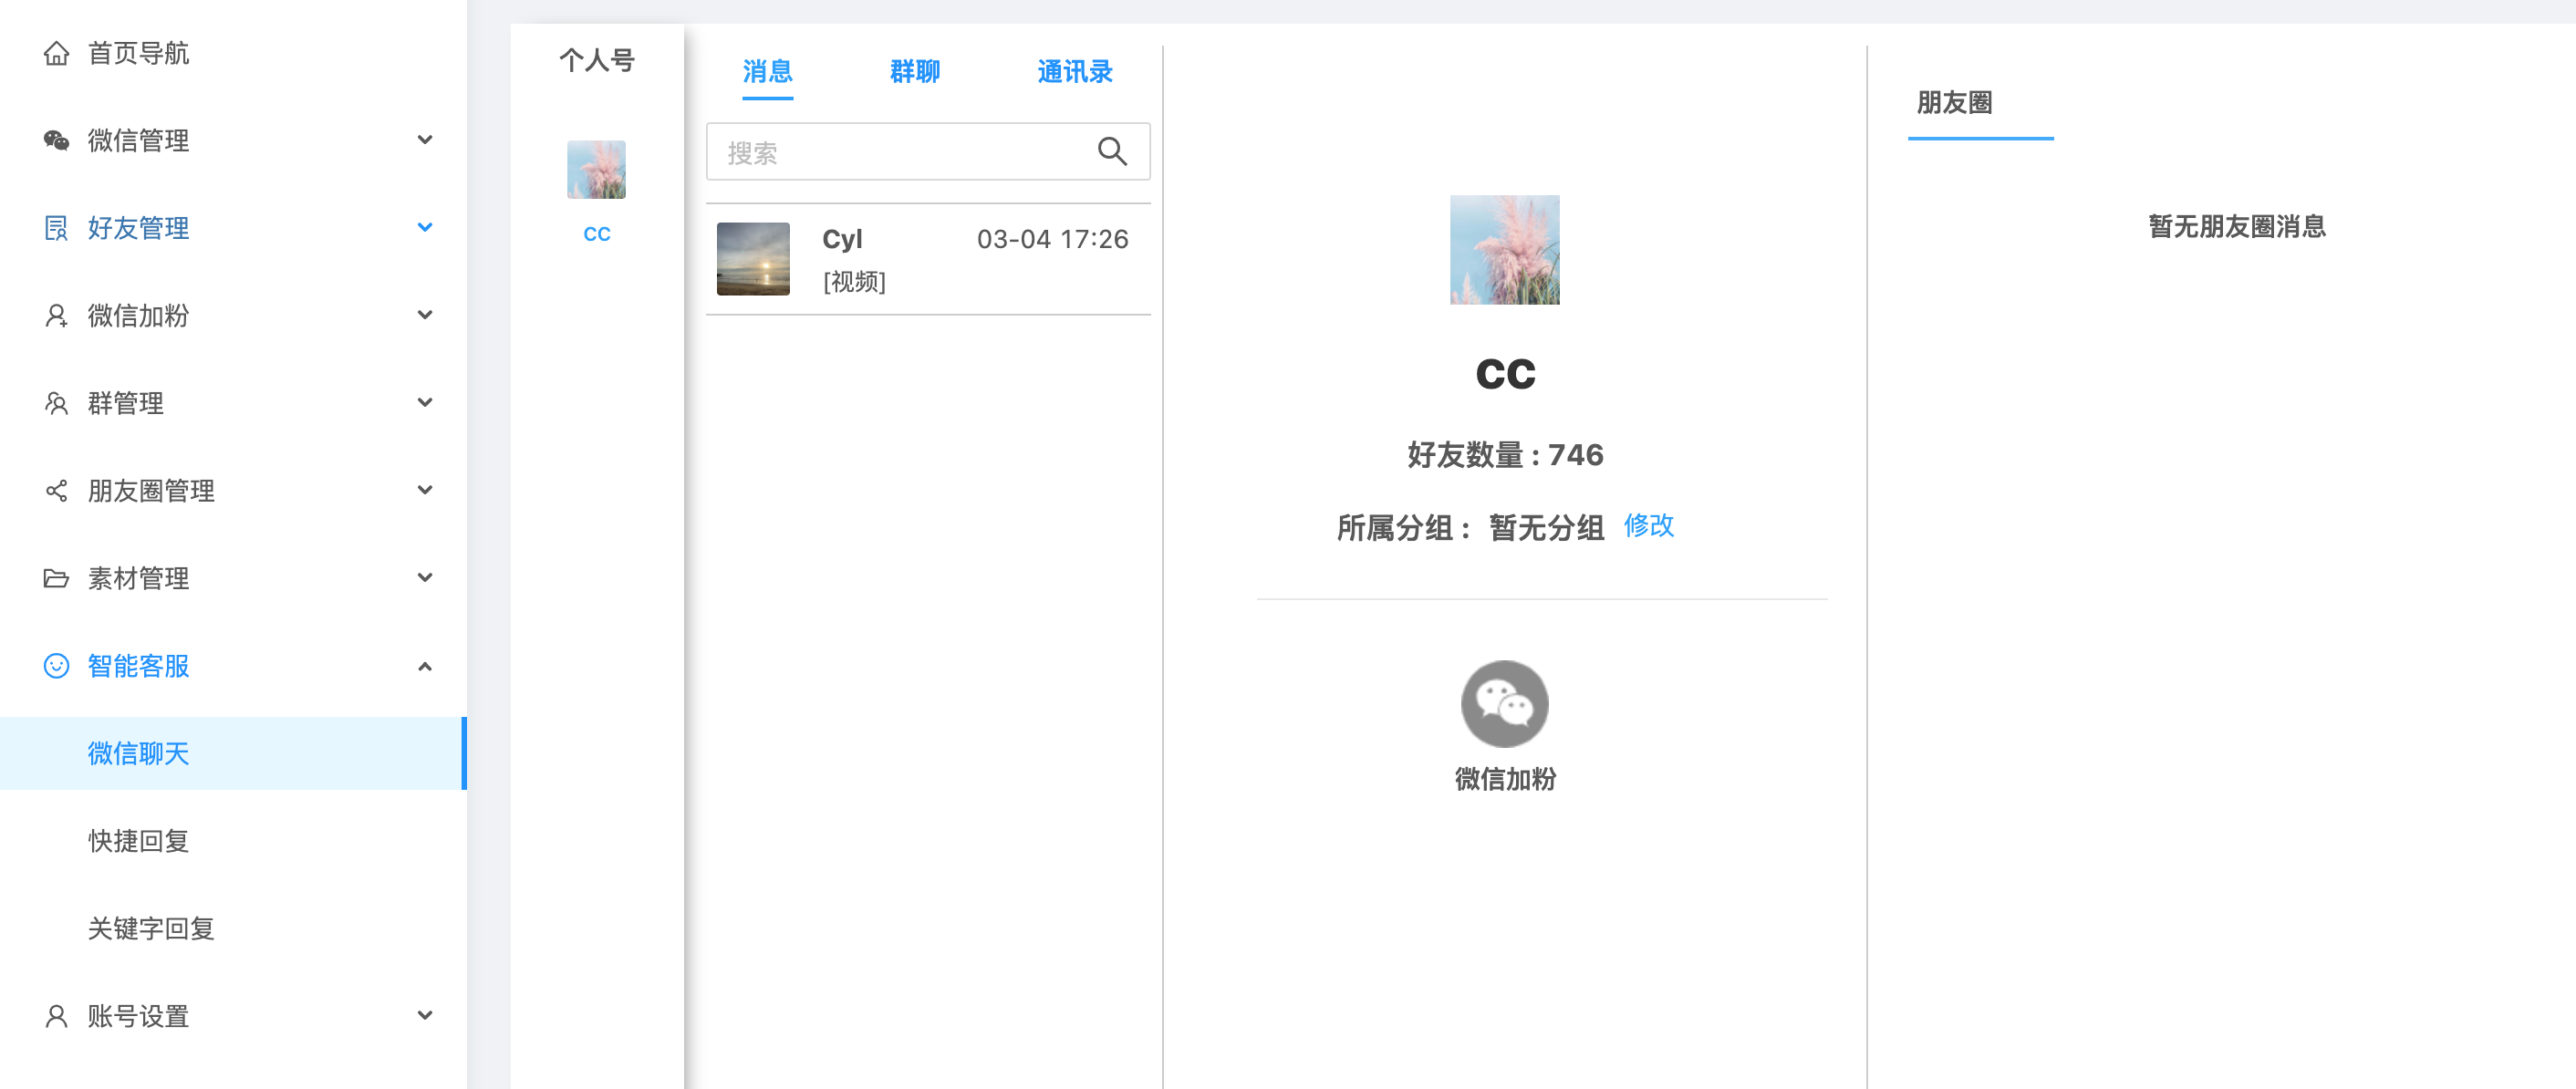 首页导航
微信管理
好友管理
微信加粉
群管理
朋友圈管理
素材管理
智能客服
微信聊天
快捷回复
关键字回复
账号设置
个人号
cc
消息 群聊 通讯录
搜索
Cyl 03-04 17:26
[视频]
cc
好友数量 : 746
所属分组 : 暂无分组 修改
微信加粉
朋友圈
暂无朋友圈消息